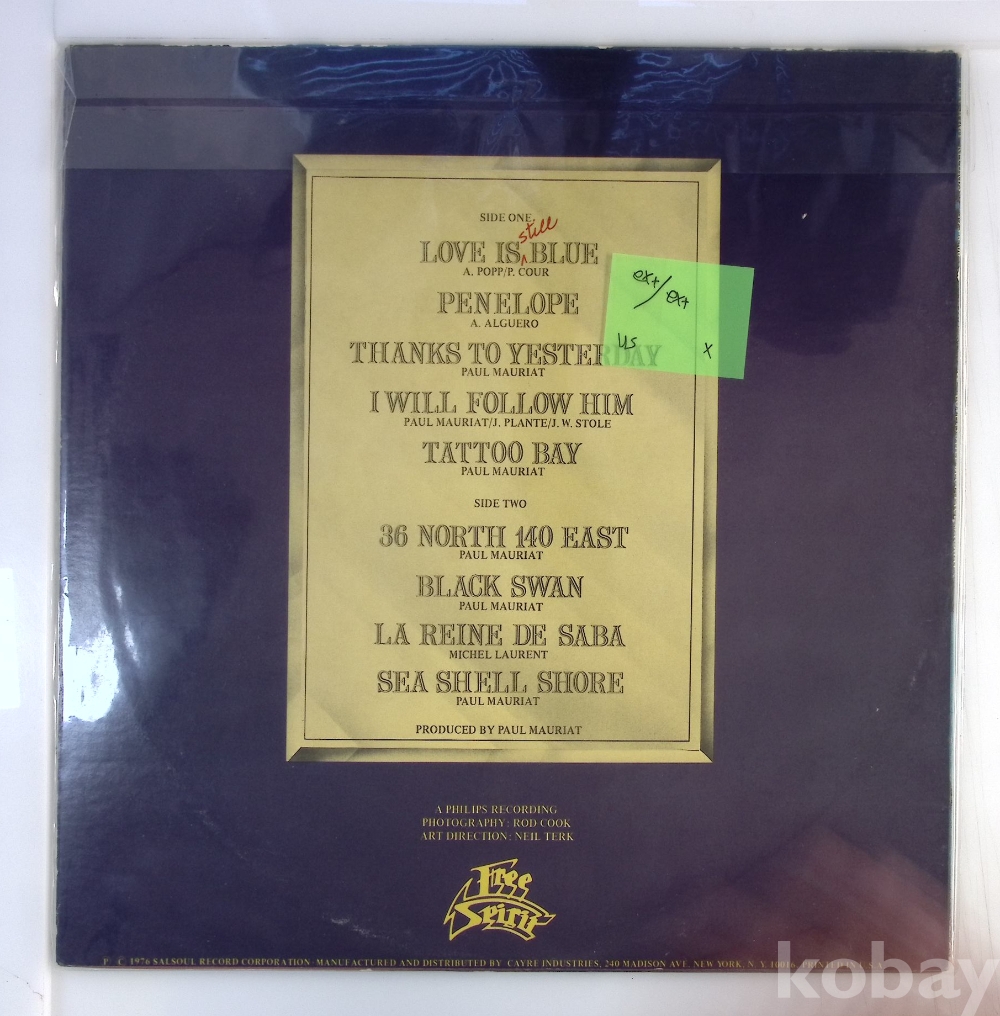 SIDE ONE
still
LOVE IS BLUE
A. POPP/P. COUR
PENELOPE
A. ALGUERO
THANKS TO YESTERDAY
PAUL MAURIAT
I WILL FOLLOW HIM
PAUL MAURIAT/J. PLANTE/J. W. STOLE
TATTOO BAY
PAUL MAURIAT
ex+/ex+
US
x
SIDE TWO
36 NORTH 140 EAST
PAUL MAURIAT
BLACK SWAN
PAUL MAURIAT
LA REINE DE SABA
MICHEL LAURENT
SEA SHELL SHORE
PAUL MAURIAT
PRODUCED BY PAUL MAURIAT
A PHILIPS RECORDING
PHOTOGRAPHY: ROD COOK
ART DIRECTION: NEIL TERK
Free
Spirit
P C 1976 SALSOUL RECORD CORPORATION · MANUFACTURED AND DISTRIBUTED BY CAYRE INDUSTRIES, 240 MADISON AVE. NEW YORK, N. Y. 10016 PRINTED IN U.S.A.
kobay